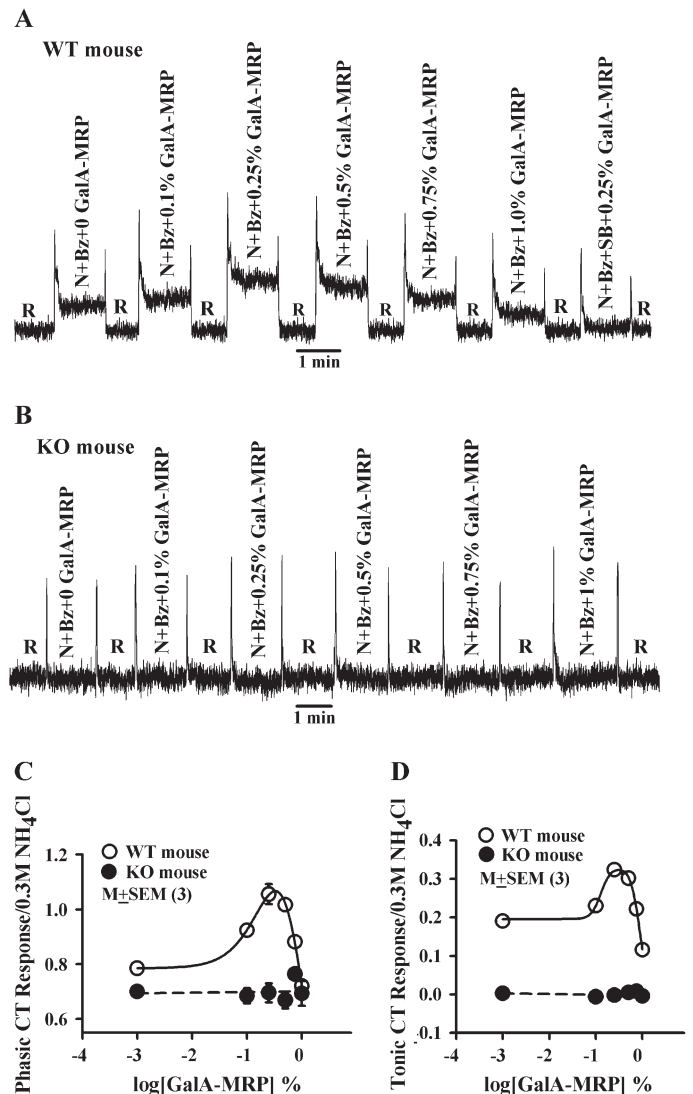 A
WT mouse
N+Bz+0 GalA-MRP
N+Bz+0.1% GalA-MRP
N+Bz+0.25% GalA-MRP
N+Bz+0.5% GalA-MRP
N+Bz+0.75% GalA-MRP
N+Bz+1.0% GalA-MRP
N+Bz+SB+0.25% GalA-MRP
R R R R R R R R
1 min
B
KO mouse
N+Bz+0 GalA-MRP
N+Bz+0.1% GalA-MRP
N+Bz+0.25% GalA-MRP
N+Bz+0.5% GalA-MRP
N+Bz+0.75% GalA-MRP
N+Bz+1% GalA-MRP
R R R R R R R
1 min
C
Phasic CT Response/0.3M NH4Cl
WT mouse
KO mouse
M±SEM (3)
1.2
1.0
0.8
0.6
-4 -3 -2 -1 0
log[GalA-MRP] %
D
Tonic CT Response/0.3M NH4Cl
WT mouse
KO mouse
M±SEM (3)
0.4
0.3
0.2
0.1
0.0
-0.1
-4 -3 -2 -1 0
log[GalA-MRP] %